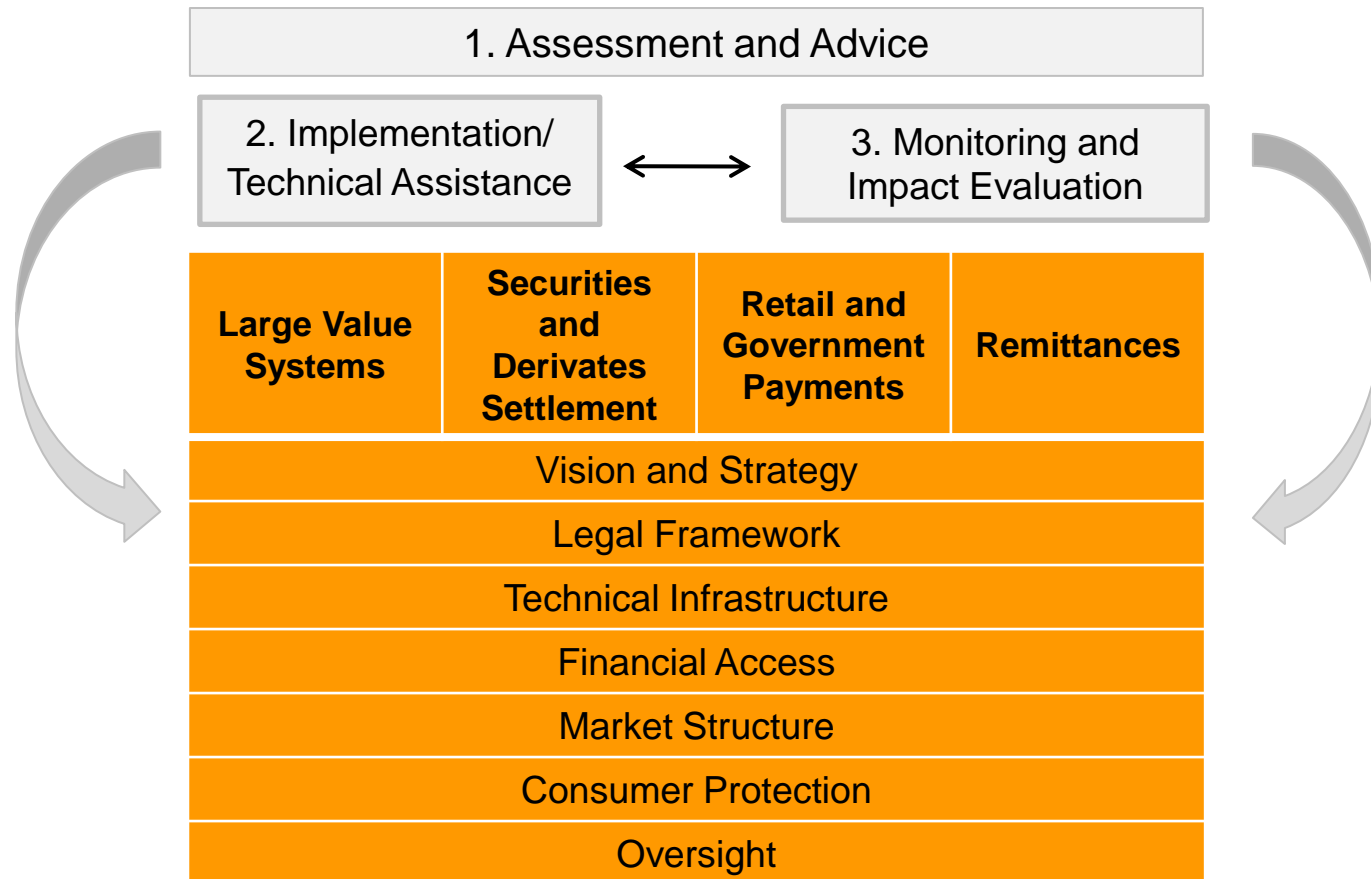 1. Assessment and Advice
2. Implementation/
Technical Assistance
3. Monitoring and
Impact Evaluation
Large Value
Systems
Securities
and
Derivates
Settlement
Retail and
Government
Payments
Remittances
Vision and Strategy
Legal Framework
Technical Infrastructure
Financial Access
Market Structure
Consumer Protection
Oversight